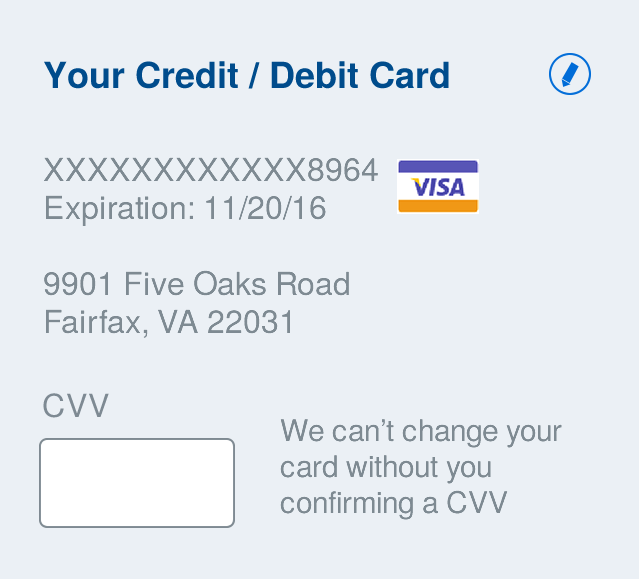 Your Credit / Debit Card
XXXXXXXXXXXX8964
VISA
Expiration: 11/20/16
9901 Five Oaks Road
Fairfax, VA 22031
CVV
We can’t change your
card without you
confirming a CVV